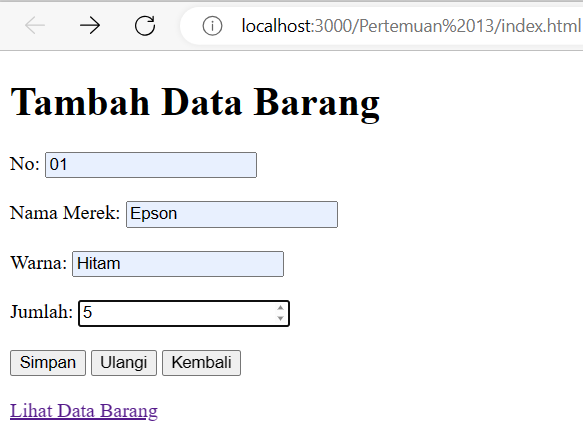 localhost:3000/Pertemuan%2013/index.html
Tambah Data Barang
No: 01
Nama Merek: Epson
Warna: Hitam
Jumlah: 5
Simpan Ulangi Kembali
Lihat Data Barang